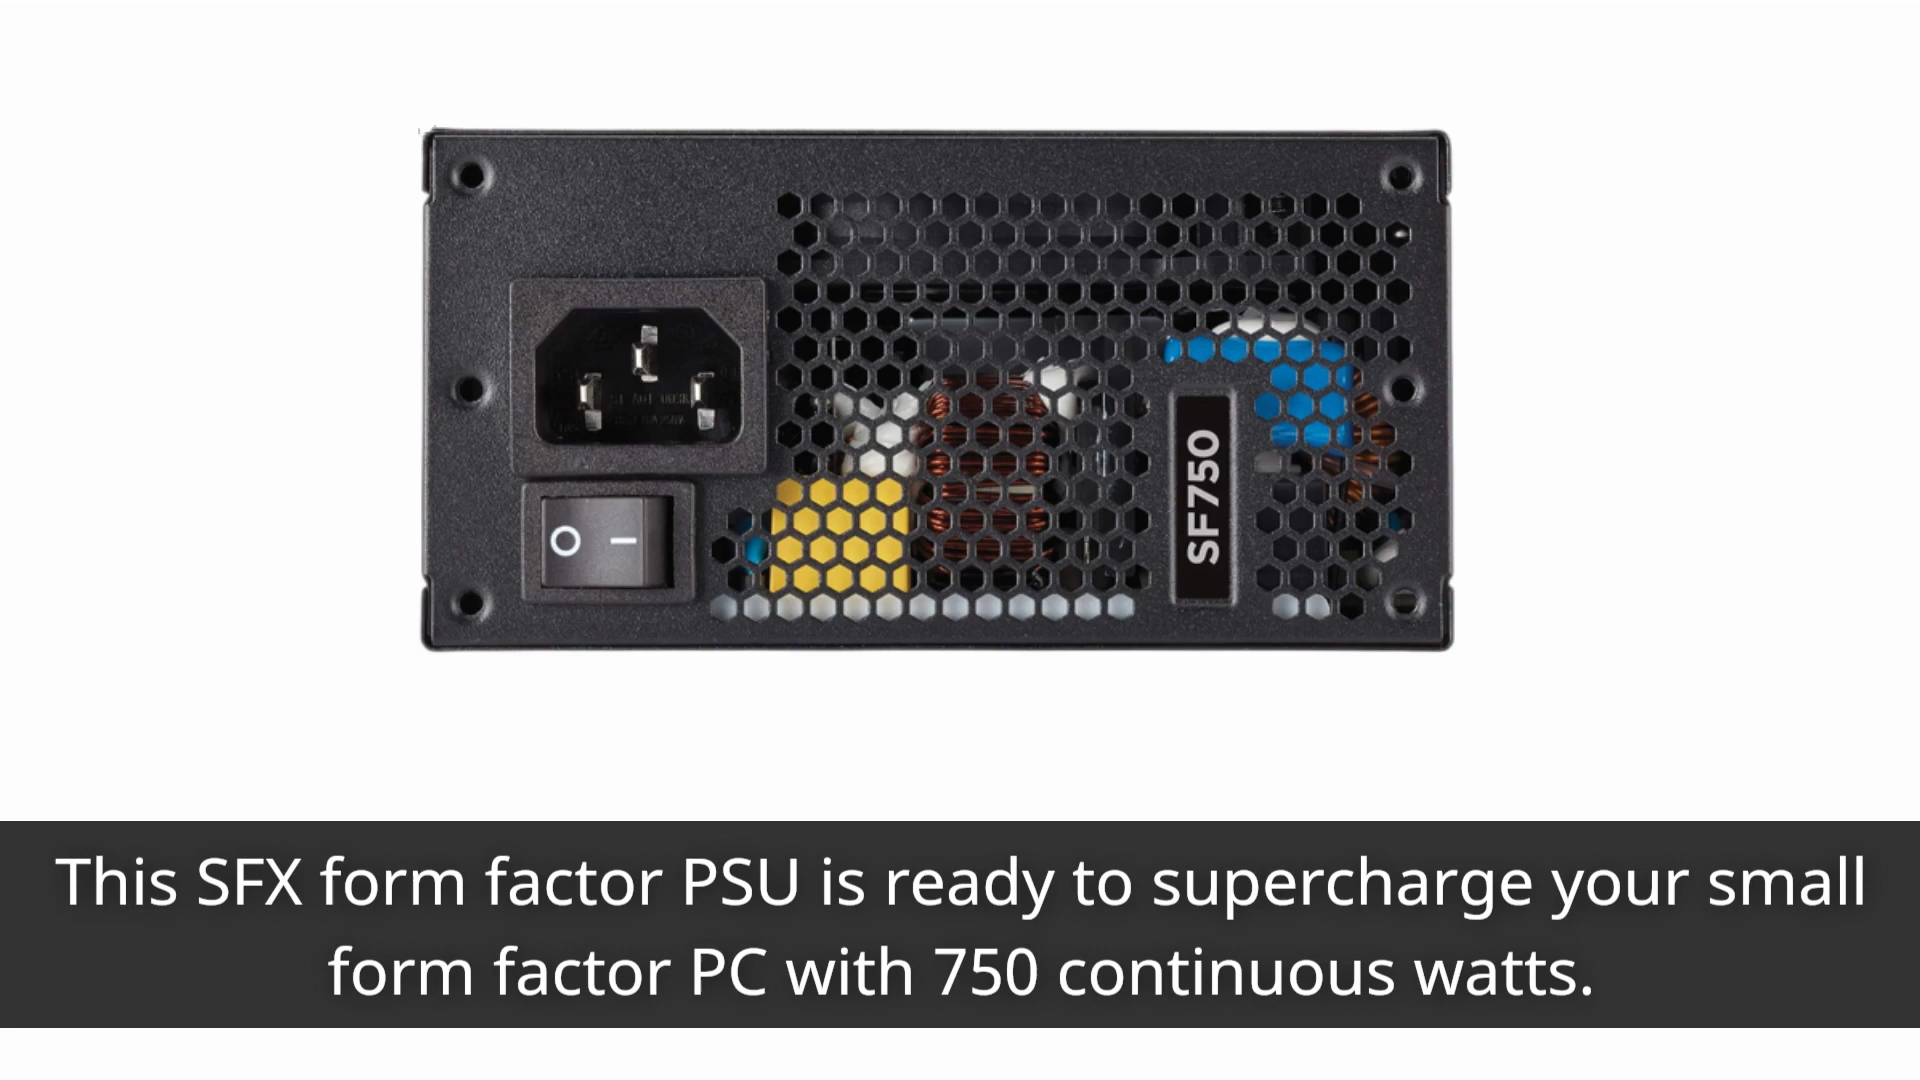 SF750
This SFX form factor PSU is ready to supercharge your small
form factor PC with 750 continuous watts.